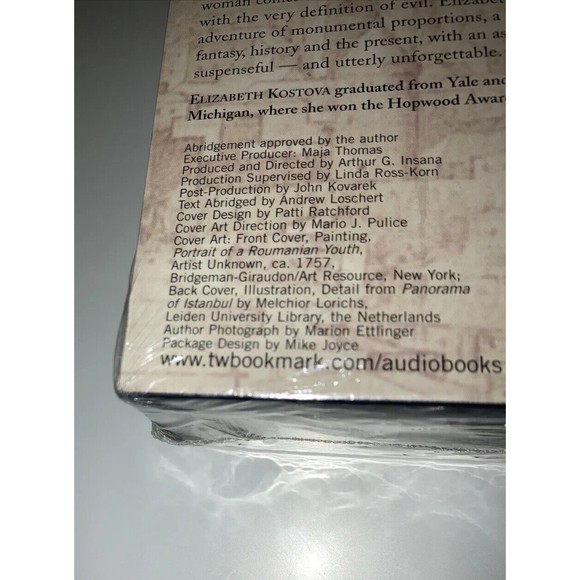 woman comes
with the very definition of evil. Elizabeth
adventure of monumental proportions, a
fantasy, history and the present, with an as
suspenseful — and utterly unforgettable.
ELIZABETH KOSTOVA graduated from Yale and
Michigan, where she won the Hopwood Awar
Abridgement approved by the author
Executive Producer: Maja Thomas
Produced and Directed by Arthur G. Insana
Production Supervised by Linda Ross-Korn
Post-Production by John Kovarek
Text Abridged by Andrew Loschert
Cover Design by Patti Ratchford
Cover Art Direction by Mario J. Pulice
Cover Art: Front Cover, Painting,
Portrait of a Roumanian Youth,
Artist Unknown, ca. 1757,
Bridgeman-Giraudon/Art Resource, New York;
Back Cover, Illustration, Detail from Panorama
of Istanbul by Melchior Lorichs,
Leiden University Library, the Netherlands
Author Photograph by Marion Ettlinger
Package Design by Mike Joyce
www.twbookmark.com/audiobooks